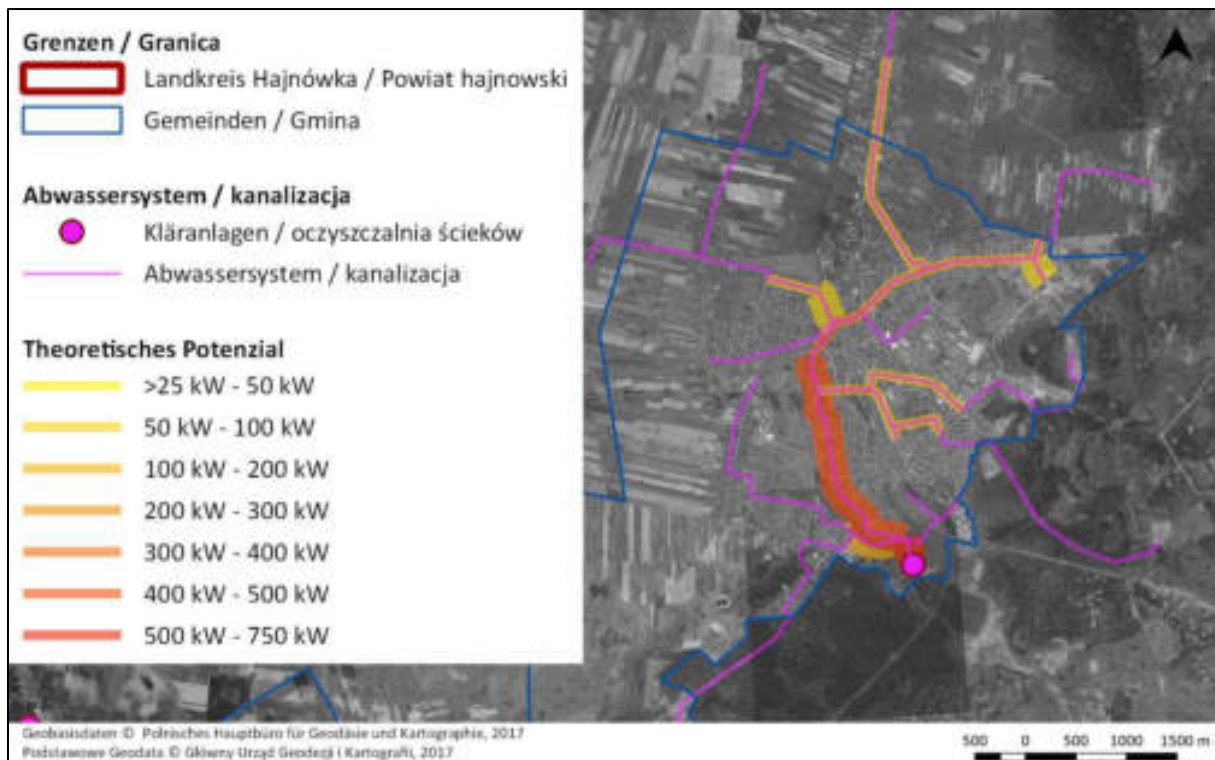 Grenzen / Granica
Landkreis Hajnówka / Powiat hajnowski
Gemeinden / Gmina
Abwassersystem / kanalizacja
Kläranlagen / oczyszczalnia ścieków
Abwassersystem / kanalizacja
Theoretisches Potenzial
>25 kW - 50 kW
50 kW - 100 kW
100 kW - 200 kW
200 kW - 300 kW
300 kW - 400 kW
400 kW - 500 kW
500 kW - 750 kW
Geobasisdaten © Polnisches Hauptbüro für Geodäsie und Kartographie, 2017
Podstawowe Geodata © Główny Urząd Geodezji i Kartografii, 2017
500 0 500 1000 1500 m